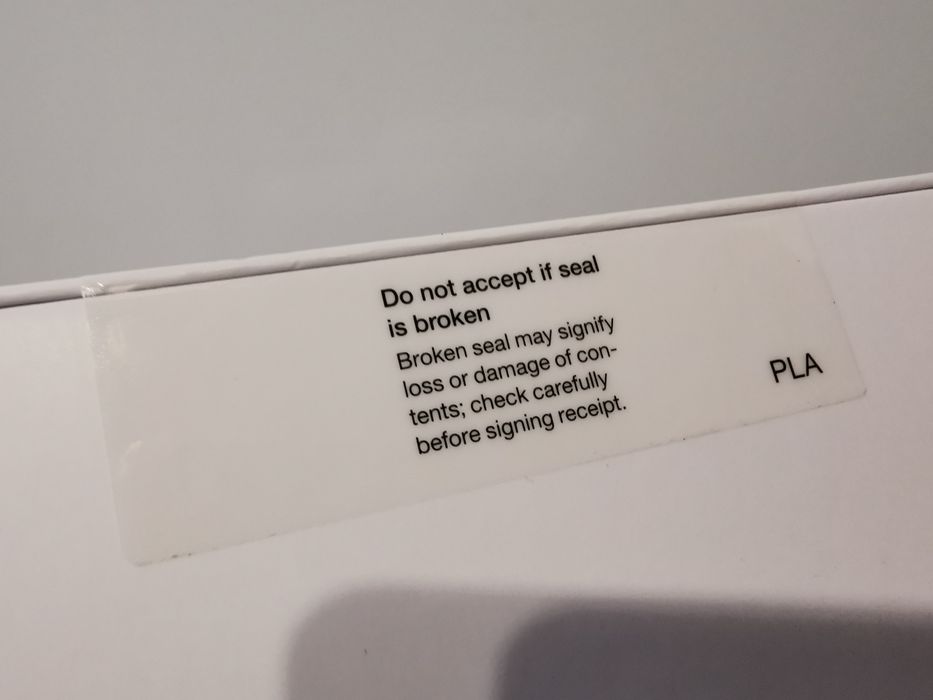 Do not accept if seal
is broken
Broken seal may signify
loss or damage of con-
tents; check carefully
before signing receipt.
PLA